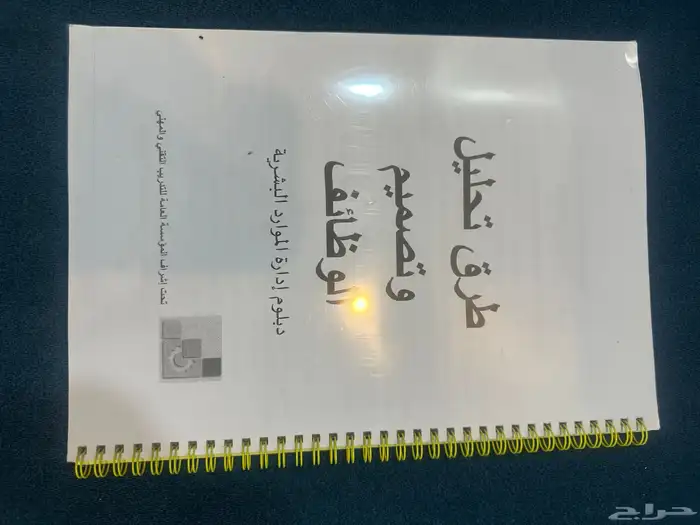 طرق تحليل
وتصميم
الوظائف
دبلوم إدارة الموارد البشرية
تحت إشراف المؤسسة العامة للتدريب التقني والمهني
حراج